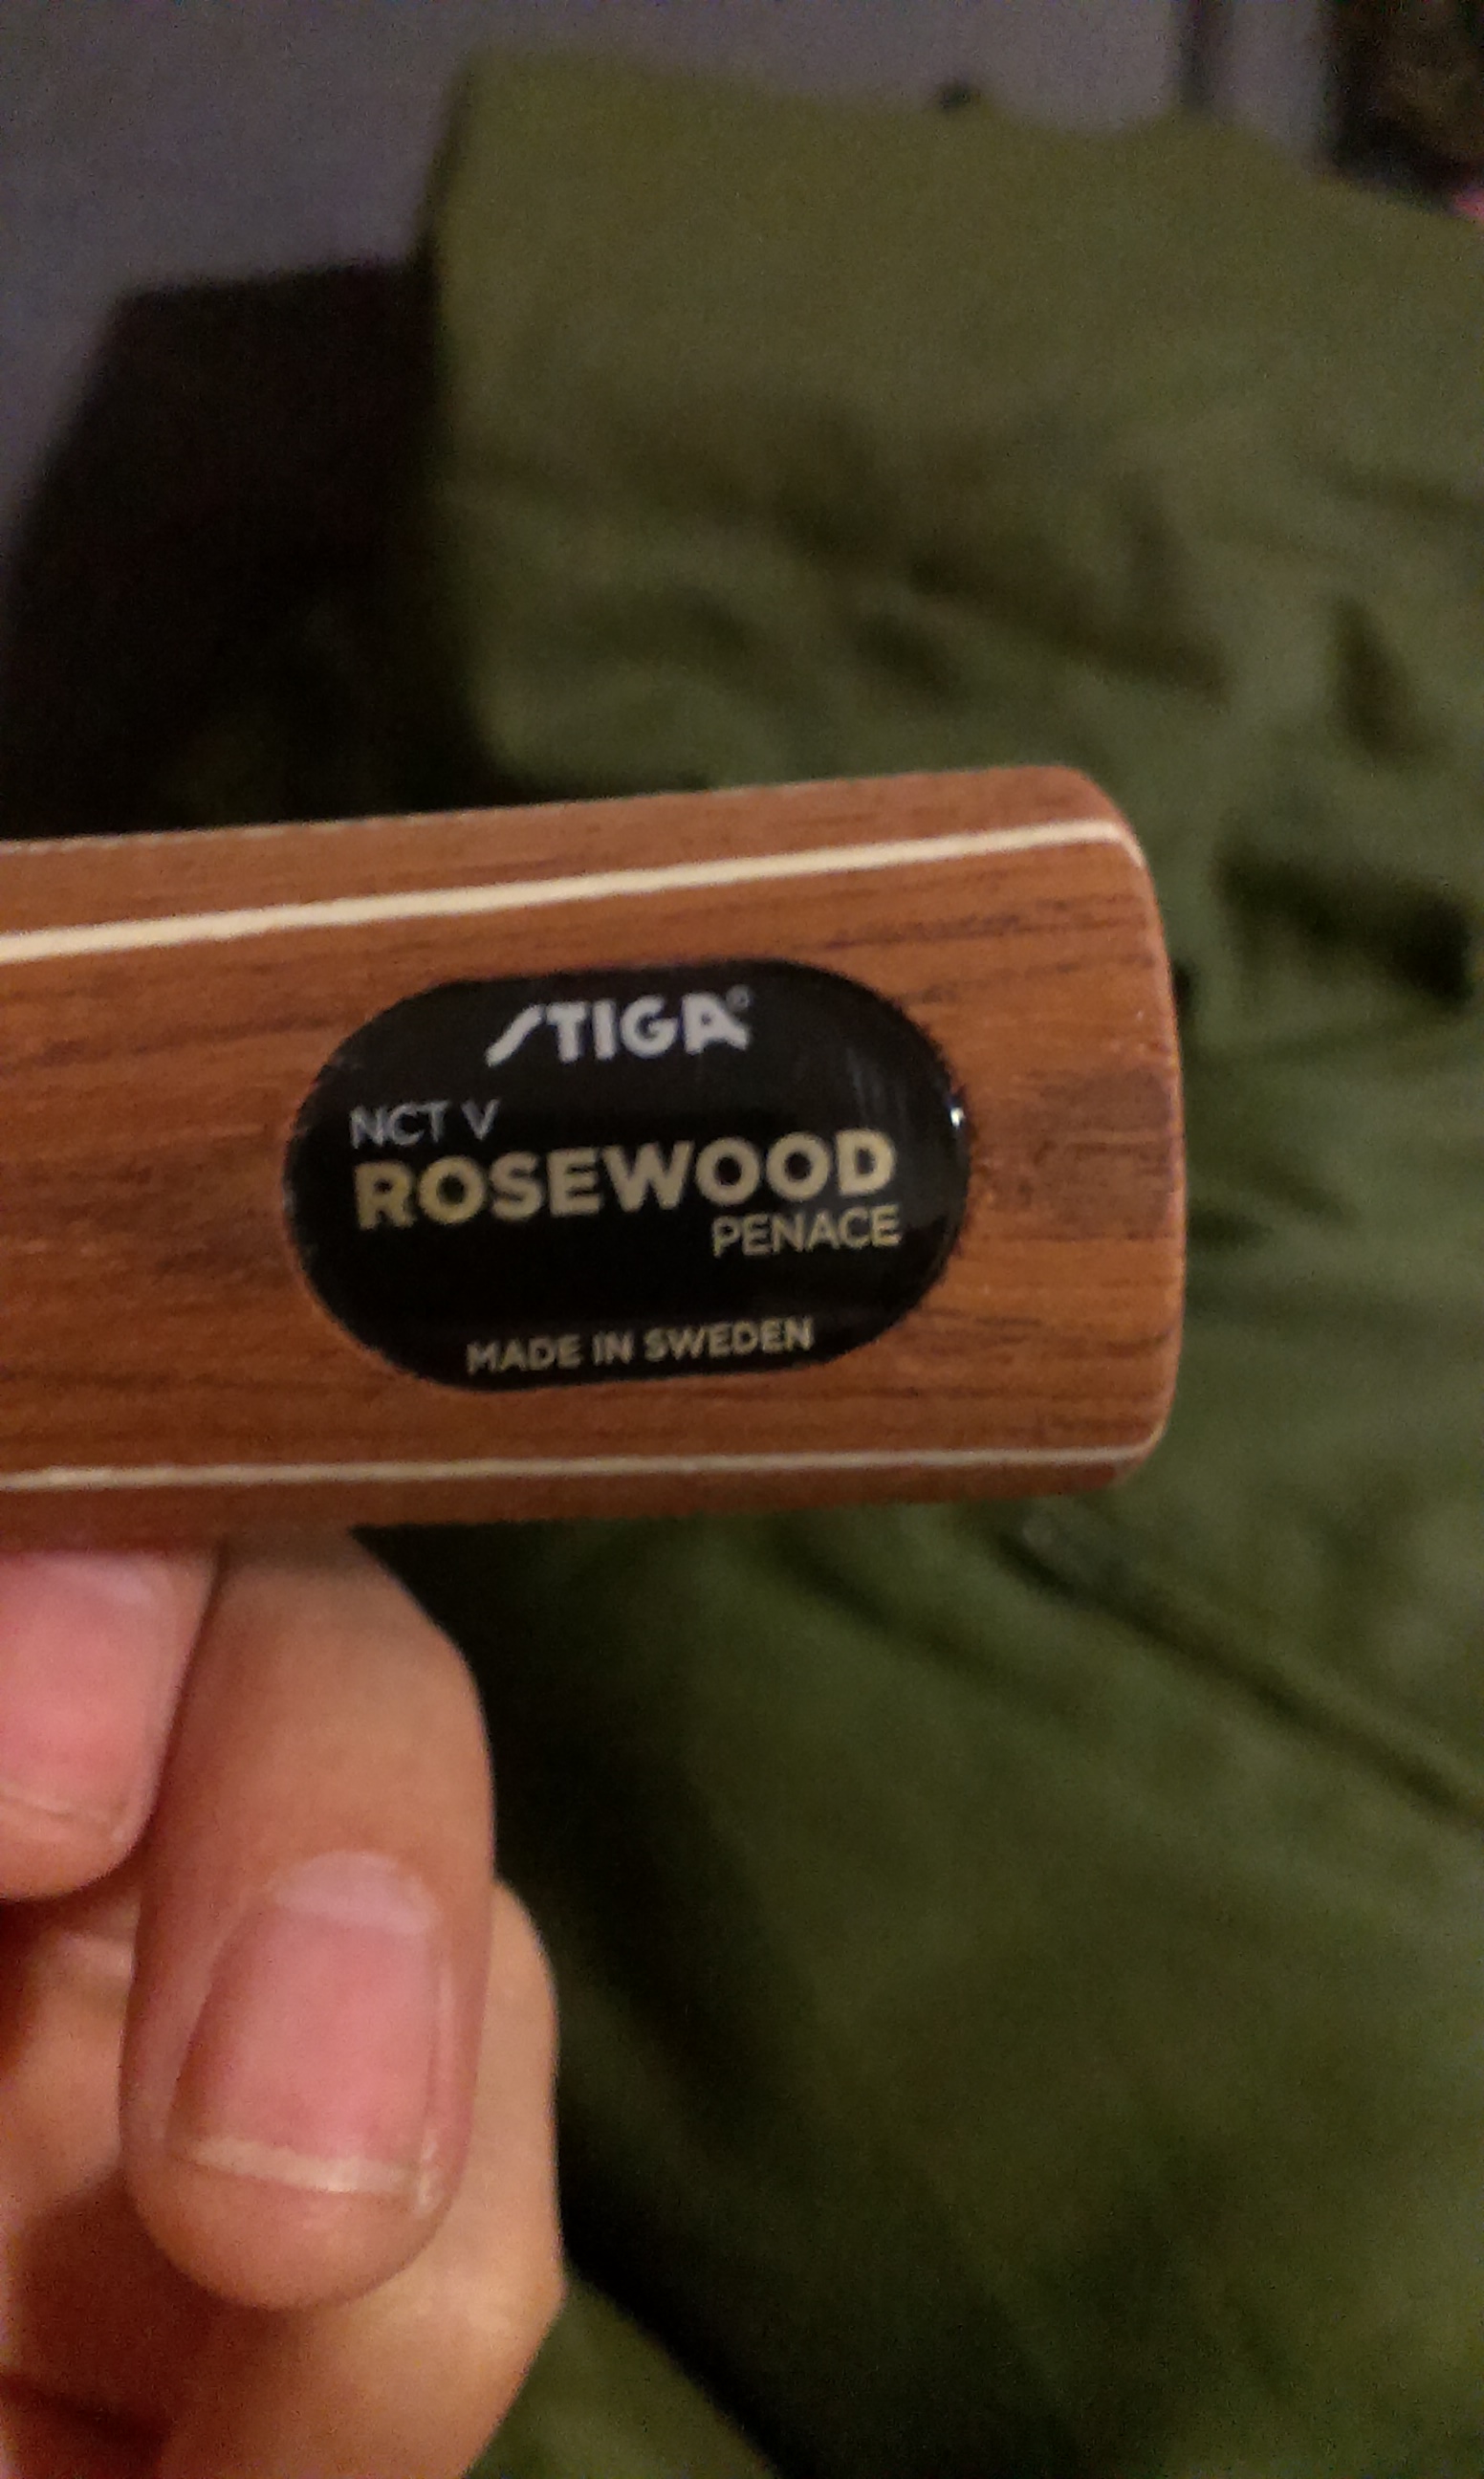 STIGA®
NCT V
ROSEWOOD
PENACE
MADE IN SWEDEN